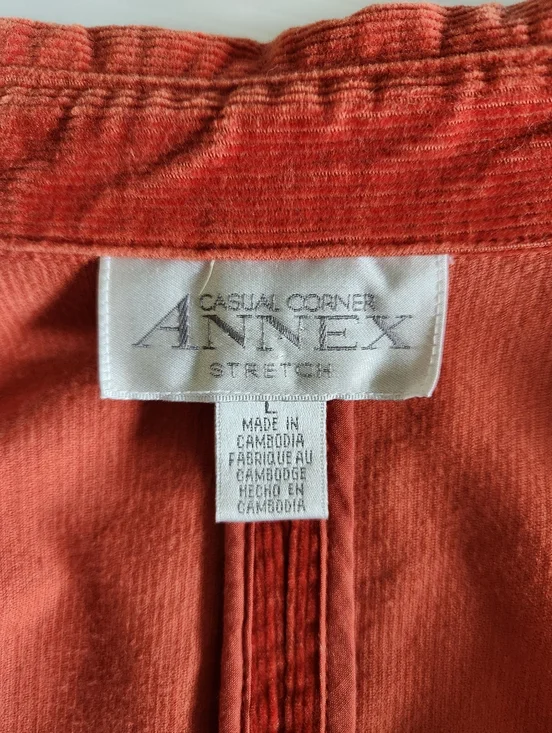 CASUAL CORNER
ANNEX
STRETCH
L
MADE IN
CAMBODIA
FABRIQUE AU
CAMBODGE
HECHO EN
CAMBODIA